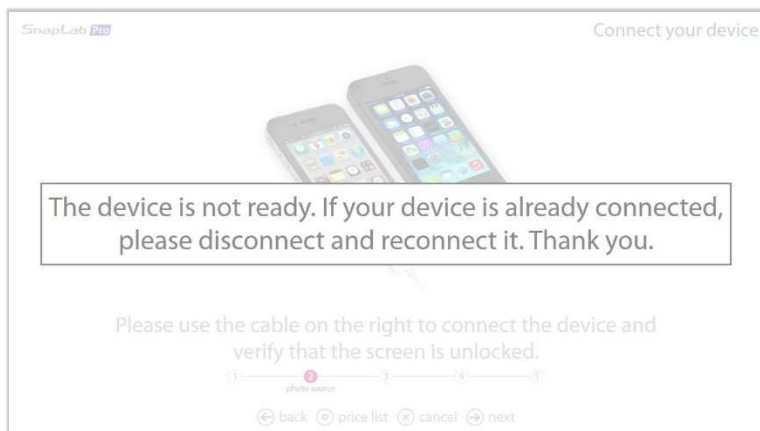 SnapLab Pro
Connect your device
The device is not ready. If your device is already connected,
please disconnect and reconnect it. Thank you.
Please use the cable on the right to connect the device and
verify that the screen is unlocked.
1 2 3 4 5
photo source
back price list cancel next